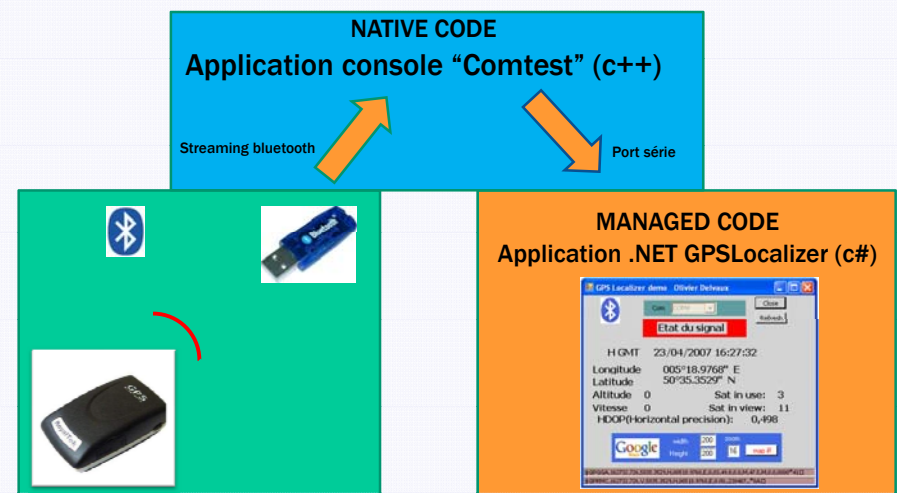 NATIVE CODE
Application console “Comtest” (c++)
Streaming bluetooth
Port série
Bluetooth
GPS
MANAGED CODE
Application .NET GPSLocalizer (c#)
GPS Localizer demo Olivier Delvaux
Com
Close
Refresh
Etat du signal
H GMT 23/04/2007 16:27:32
Longitude 005°18.9768" E
Latitude 50°35.3529" N
Altitude 0 Sat in use: 3
Vitesse 0 Sat in view: 11
HDOP(Horizontal precision): 0,498
Google width 200 zoom
Height 200 16 map it